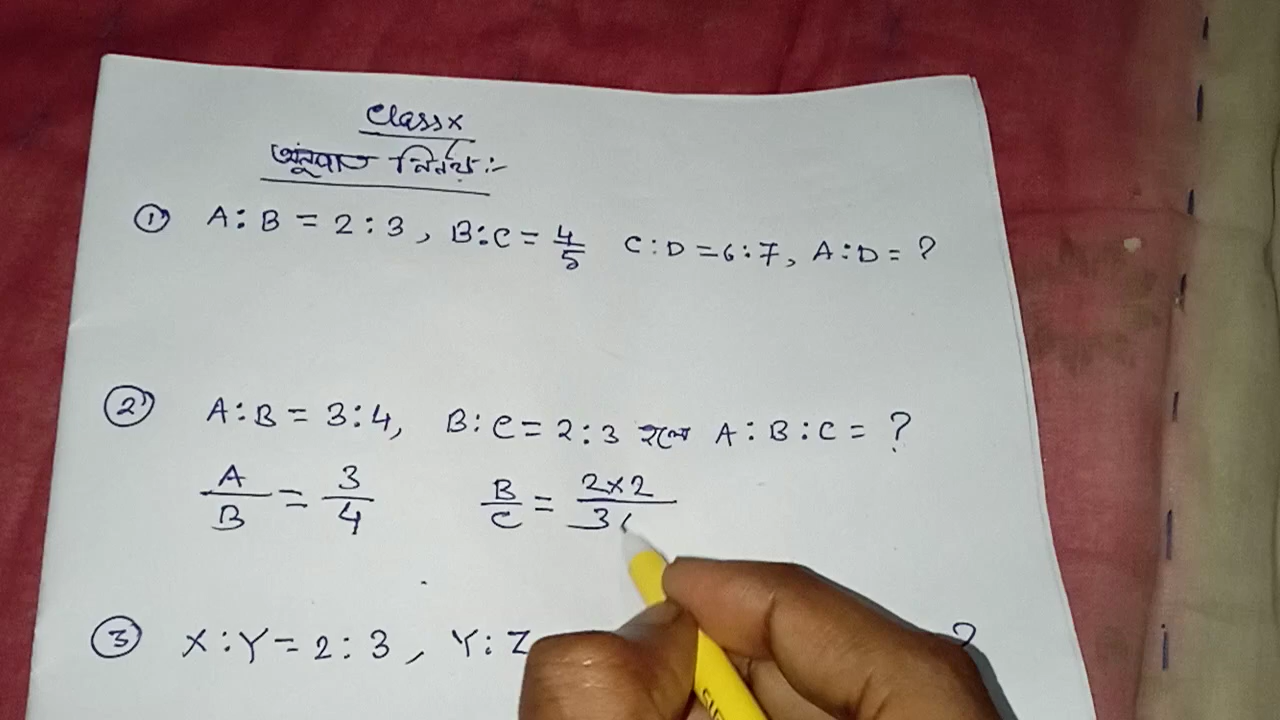 Class X
অনুপাত নির্ণয় :-
① A : B = 2 : 3 , B:C = 4/5 C : D = 6 : 7 , A : D = ?
② A : B = 3 : 4, B : C = 2 : 3 হলে A : B : C = ?
A/B = 3/4 B/C = 2×2/3
③ X : Y = 2 : 3 , Y : Z ?